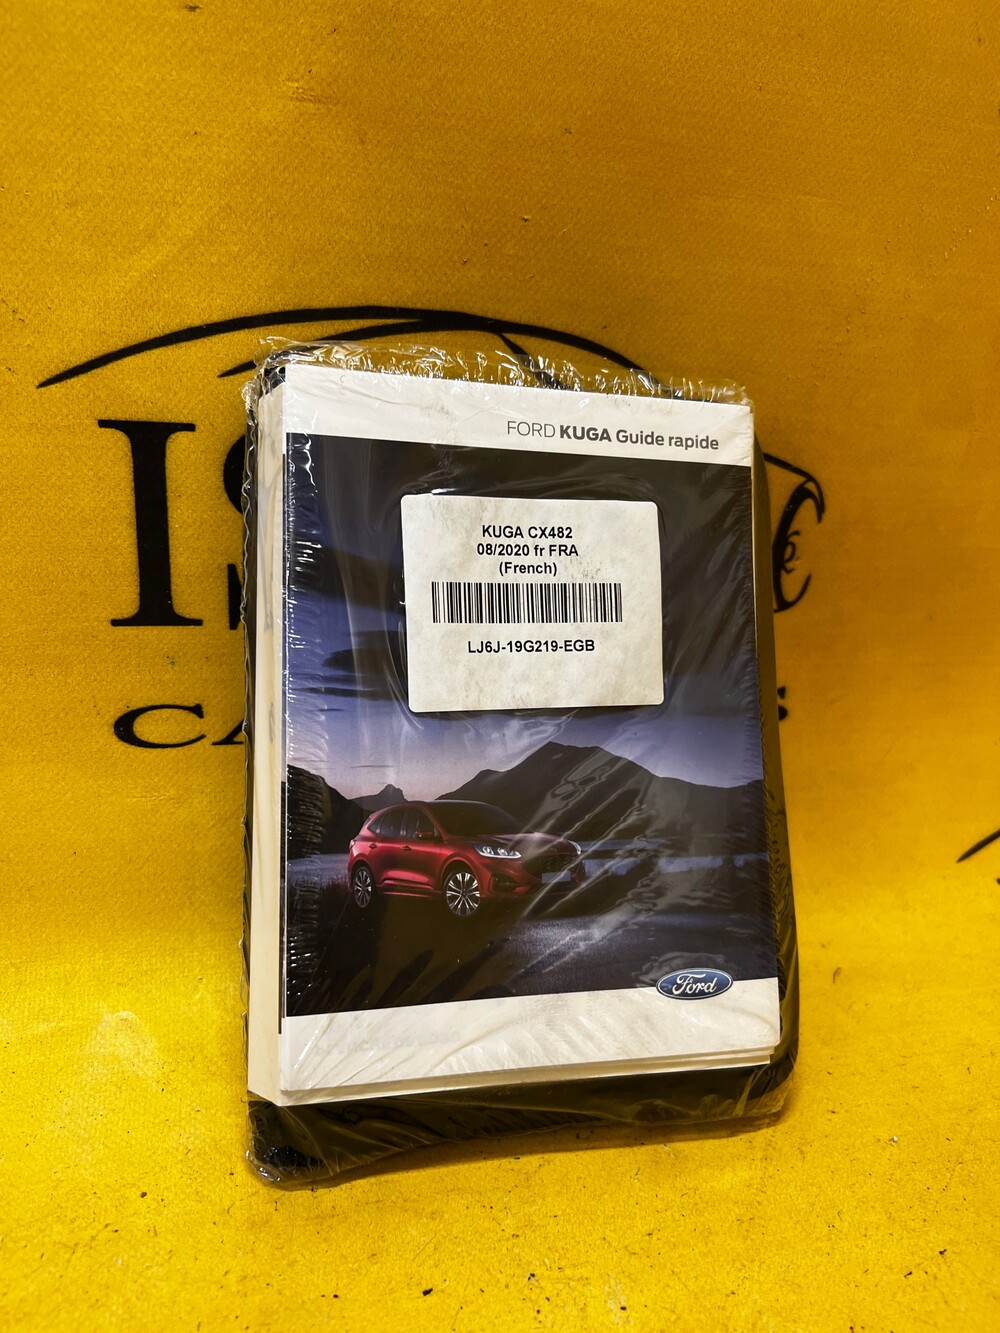 FORD KUGA Guide rapide
KUGA CX482
08/2020 fr FRA
(French)
LJ6J-19G219-EGB
Ford